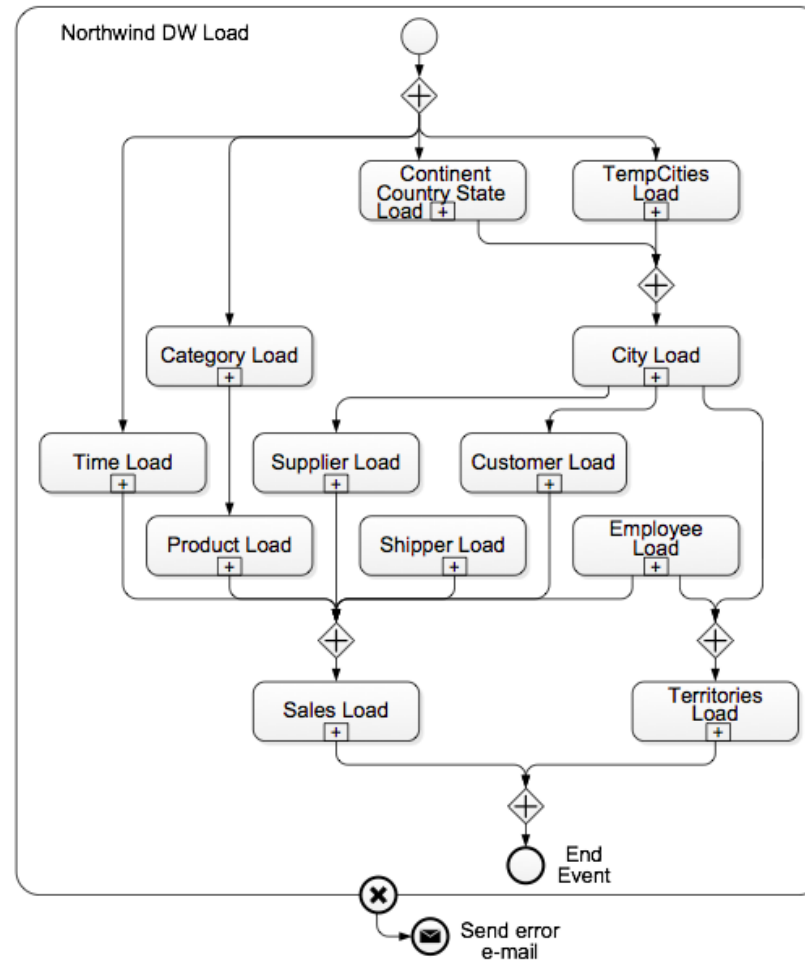 Northwind DW Load
Continent
Country State
Load
TempCities
Load
Category Load
City Load
Time Load
Supplier Load
Customer Load
Product Load
Shipper Load
Employee
Load
Sales Load
Territories
Load
End
Event
Send error
e-mail